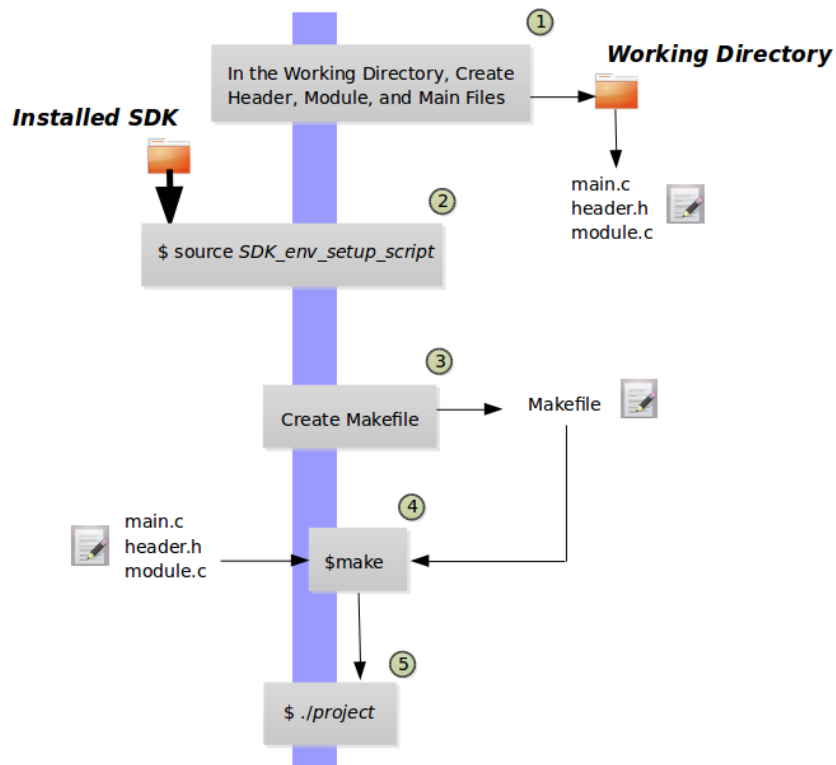 1
In the Working Directory, Create
Header, Module, and Main Files
Working Directory
Installed SDK
main.c
header.h
module.c
2
$ source SDK_env_setup_script
3
Create Makefile
Makefile
4
main.c
header.h
module.c
$make
5
$ ./project